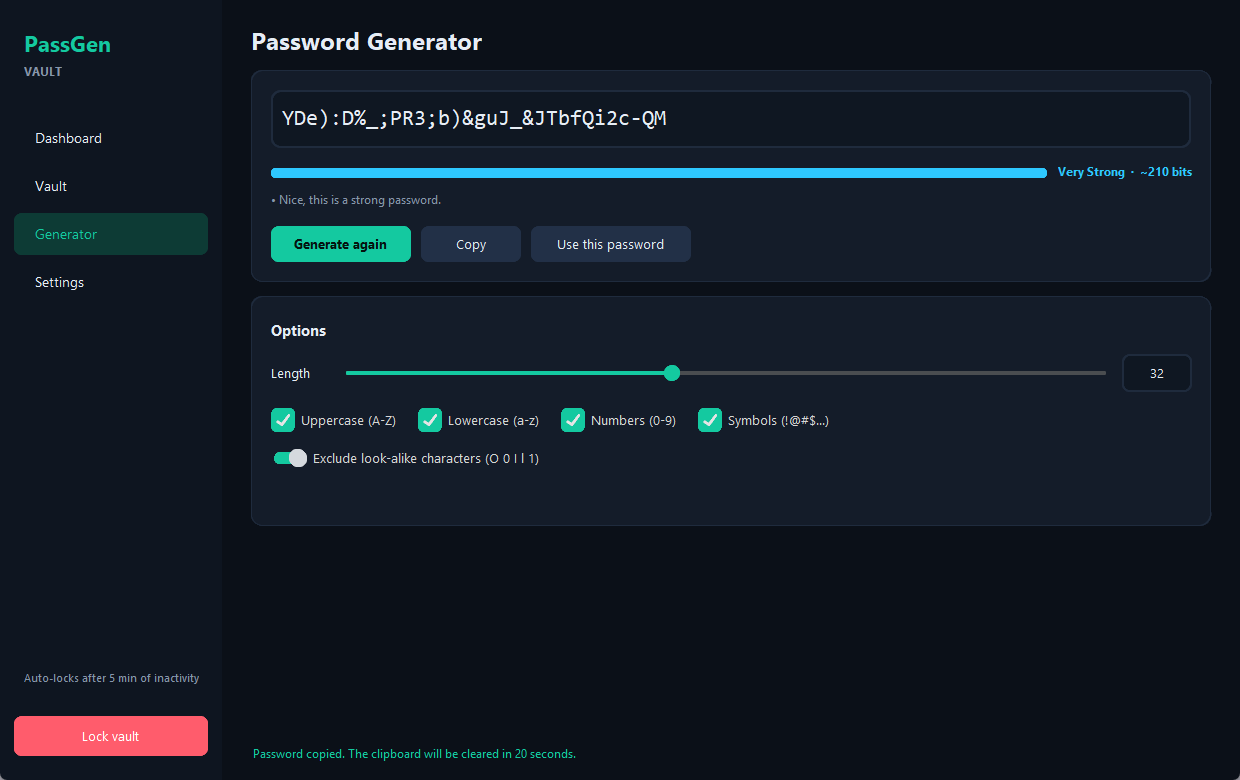 PassGen
VAULT
Dashboard
Vault
Generator
Settings
Auto-locks after 5 min of inactivity
Lock vault
Password Generator
YDe):D%_;PR3;b)&guJ_&JTbfQi2c-QM
Very Strong · ~210 bits
• Nice, this is a strong password.
Generate again Copy Use this password
Options
Length 32
Uppercase (A-Z) Lowercase (a-z) Numbers (0-9) Symbols (!@#$...)
Exclude look-alike characters (O 0 I l 1)
Password copied. The clipboard will be cleared in 20 seconds.